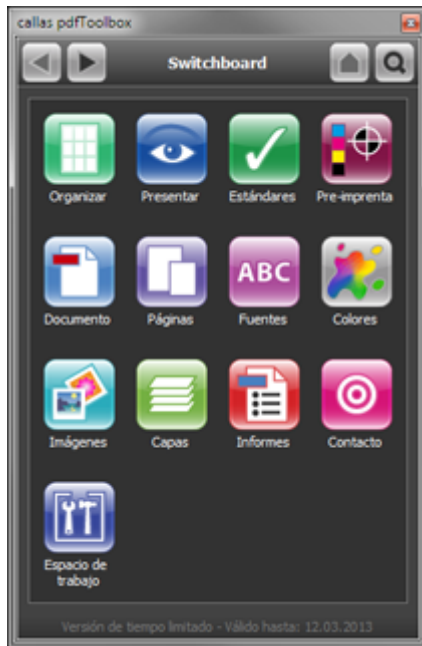 callas pdfToolbox
Switchboard
Organizar
Presentar
Estándares
Pre-imprenta
ABC
Documento
Páginas
Fuentes
Colores
Imágenes
Capas
Informes
Contacto
Espacio de
trabajo
Versión de tiempo limitado - Válido hasta: 12.03.2013